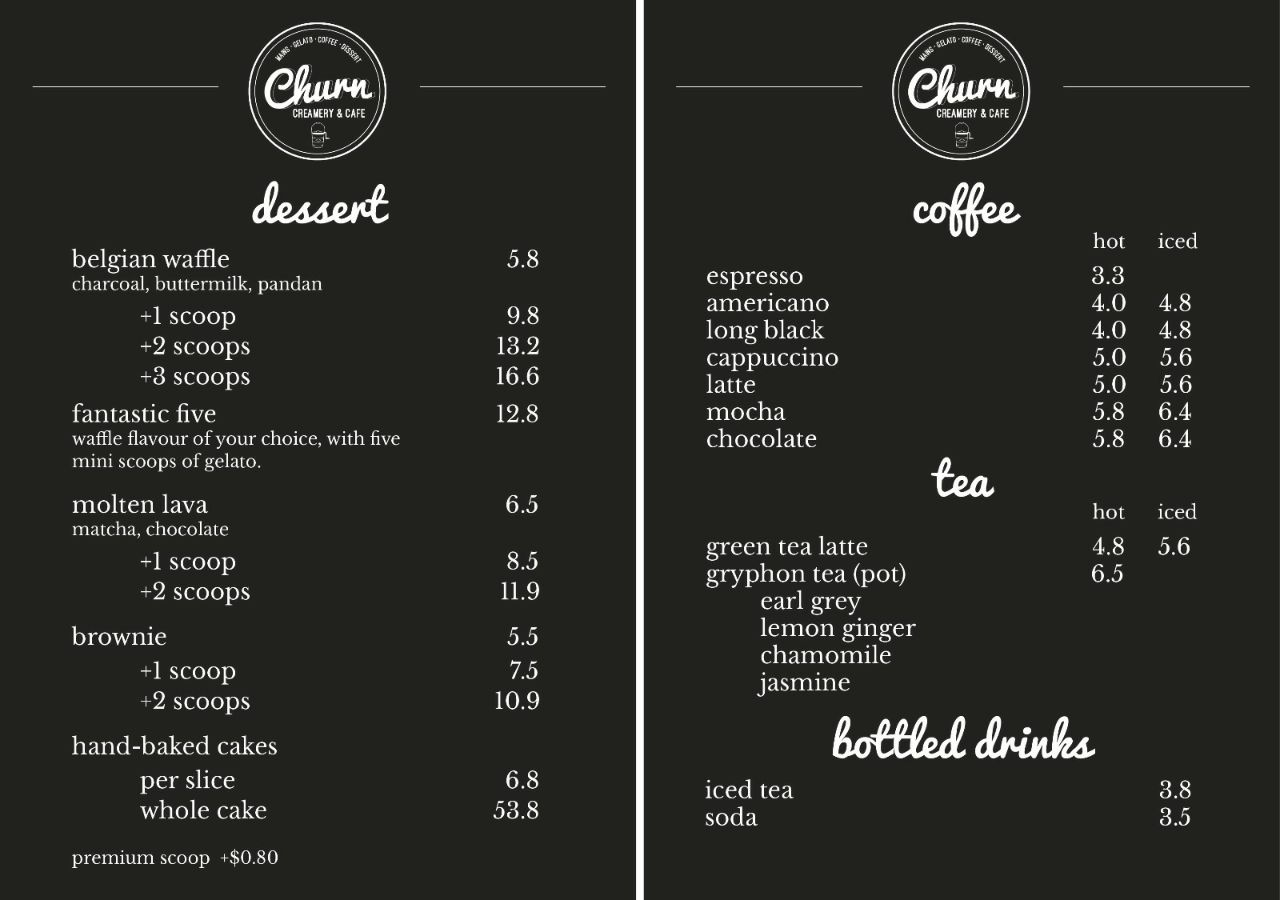 MAINS · GELATO · COFFEE · DESSERT
Churn
CREAMERY & CAFE
dessert
belgian waffle 5.8
charcoal, buttermilk, pandan
+1 scoop 9.8
+2 scoops 13.2
+3 scoops 16.6
fantastic five 12.8
waffle flavour of your choice, with five
mini scoops of gelato.
molten lava 6.5
matcha, chocolate
+1 scoop 8.5
+2 scoops 11.9
brownie 5.5
+1 scoop 7.5
+2 scoops 10.9
hand-baked cakes
per slice 6.8
whole cake 53.8
premium scoop +$0.80
MAINS · GELATO · COFFEE · DESSERT
Churn
CREAMERY & CAFE
coffee
hot iced
espresso 3.3
americano 4.0 4.8
long black 4.0 4.8
cappuccino 5.0 5.6
latte 5.0 5.6
mocha 5.8 6.4
chocolate 5.8 6.4
tea
hot iced
green tea latte 4.8 5.6
gryphon tea (pot) 6.5
earl grey
lemon ginger
chamomile
jasmine
bottled drinks
iced tea 3.8
soda 3.5